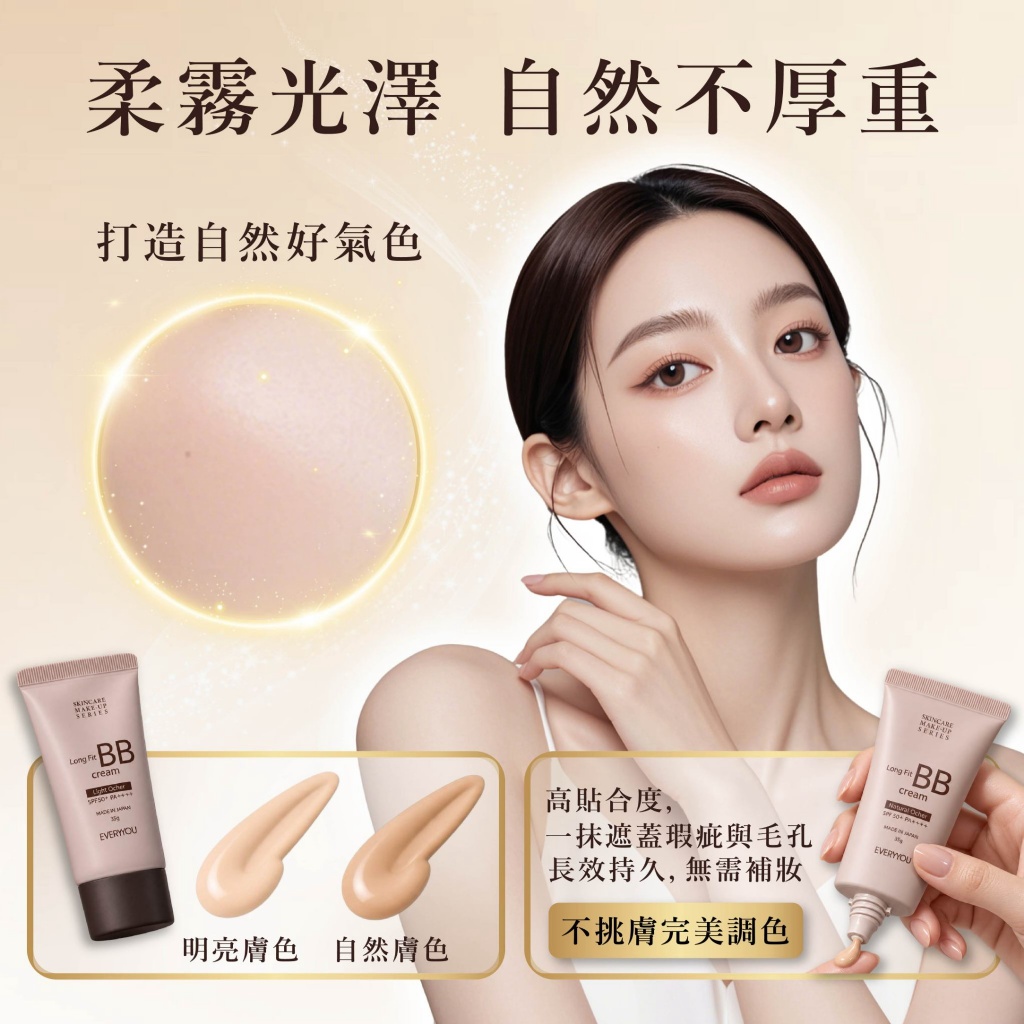 柔霧光澤 自然不厚重
打造自然好氣色
SKINCARE
MAKE-UP
SERIES
Long Fit BB
cream
Light Ocher
SPF50+ PA++++
MADE IN JAPAN
35g
EVERYYOU
明亮膚色
自然膚色
高貼合度,
一抹遮蓋瑕疵與毛孔
長效持久, 無需補妝
不挑膚完美調色
SKINCARE
MAKE-UP
SERIES
Long Fit BB
cream
Natural Ocher
SPF 50+ PA++++
MADE IN JAPAN
35g
EVERYYOU